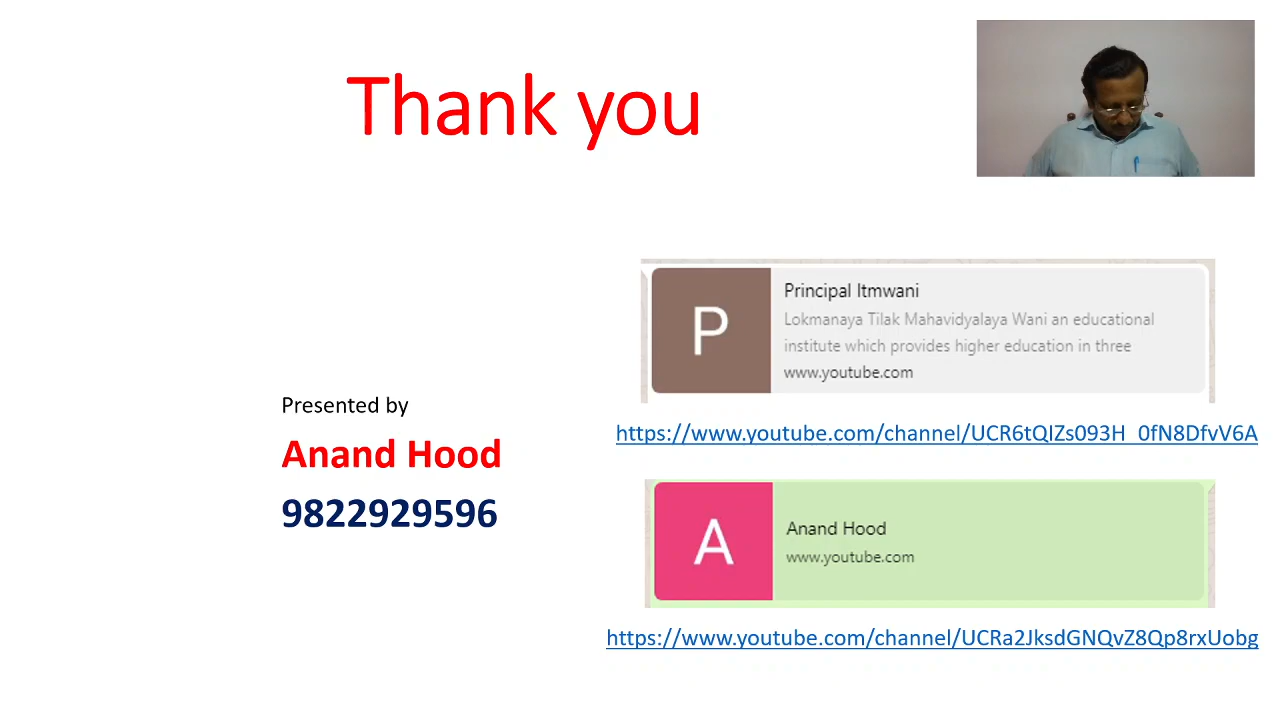 Thank you
Presented by
Anand Hood
9822929596
P
Principal ltmwani
Lokmanaya Tilak Mahavidyalaya Wani an educational
institute which provides higher education in three
www.youtube.com
https://www.youtube.com/channel/UCR6tQIZs093H_0fN8DfvV6A
A
Anand Hood
www.youtube.com
https://www.youtube.com/channel/UCRa2JksdGNQvZ8Qp8rxUobg